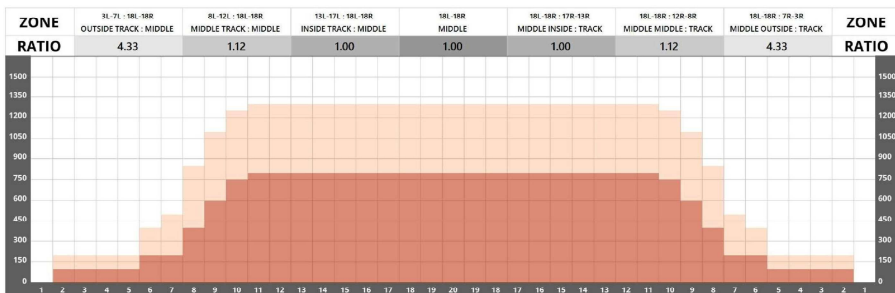 ZONE 3L-7L : 18L-18R 8L-12L : 18L-18R 13L-17L : 18L-18R 18L-18R 18L-18R : 17R-13R 18L-18R : 12R-8R 18L-18R : 7R-3R ZONE
OUTSIDE TRACK : MIDDLE MIDDLE TRACK : MIDDLE INSIDE TRACK : MIDDLE MIDDLE MIDDLE INSIDE : TRACK MIDDLE MIDDLE : TRACK MIDDLE OUTSIDE : TRACK
RATIO 4.33 1.12 1.00 1.00 1.00 1.12 4.33 RATIO
1500 1500
1350 1350
1200 1200
1050 1050
900 900
750 750
600 600
450 450
300 300
150 150
0 0
1 2 3 4 5 6 7 8 9 10 11 12 13 14 15 16 17 18 19 20 19 18 17 16 15 14 13 12 11 10 9 8 7 6 5 4 3 2 1